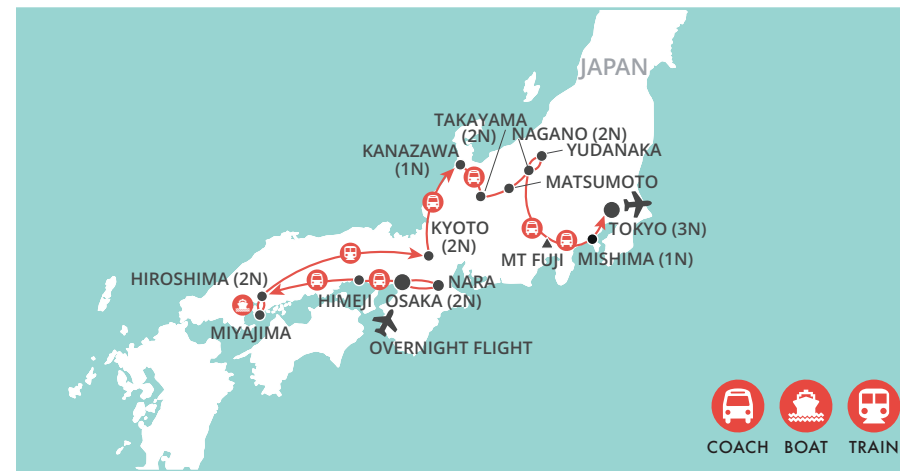 JAPAN
TAKAYAMA
(2N)
NAGANO (2N)
YUDANAKA
KANAZAWA
(1N)
MATSUMOTO
KYOTO
(2N)
TOKYO (3N)
MT FUJI
MISHIMA (1N)
HIROSHIMA (2N)
NARA
HIMEJI
OSAKA (2N)
MIYAJIMA
OVERNIGHT FLIGHT
COACH
BOAT
TRAIN